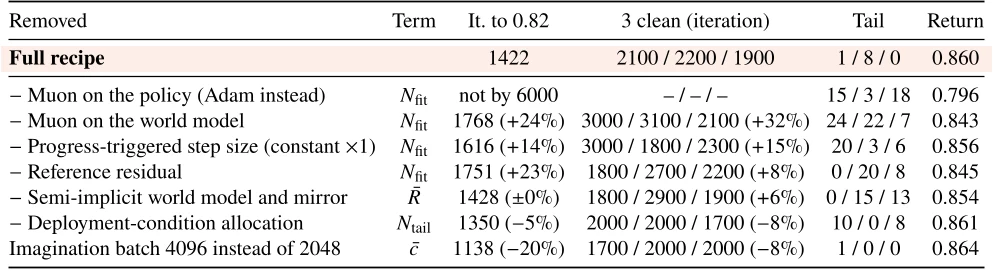 Removed Term It. to 0.82 3 clean (iteration) Tail Return
Full recipe 1422 2100 / 2200 / 1900 1 / 8 / 0 0.860
− Muon on the policy (Adam instead) N_fit not by 6000 – / – / – 15 / 3 / 18 0.796
− Muon on the world model N_fit 1768 (+24%) 3000 / 3100 / 2100 (+32%) 24 / 22 / 7 0.843
− Progress-triggered step size (constant ×1) N_fit 1616 (+14%) 3000 / 1800 / 2300 (+15%) 20 / 3 / 6 0.856
− Reference residual N_fit 1751 (+23%) 1800 / 2700 / 2200 (+8%) 0 / 20 / 8 0.845
− Semi-implicit world model and mirror R̄ 1428 (±0%) 1800 / 2900 / 1900 (+6%) 0 / 15 / 13 0.854
− Deployment-condition allocation N_tail 1350 (−5%) 2000 / 2000 / 1700 (−8%) 10 / 0 / 8 0.861
Imagination batch 4096 instead of 2048 c̄ 1138 (−20%) 1700 / 2000 / 2000 (−8%) 1 / 0 / 0 0.864